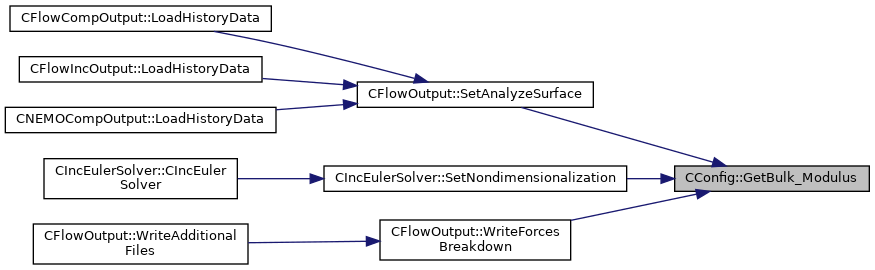 CFlowCompOutput::LoadHistoryData
CFlowIncOutput::LoadHistoryData
CFlowOutput::SetAnalyzeSurface
CNEMOCompOutput::LoadHistoryData
CIncEulerSolver::CIncEuler
Solver
CIncEulerSolver::SetNondimensionalization
CConfig::GetBulk_Modulus
CFlowOutput::WriteAdditional
Files
CFlowOutput::WriteForces
Breakdown